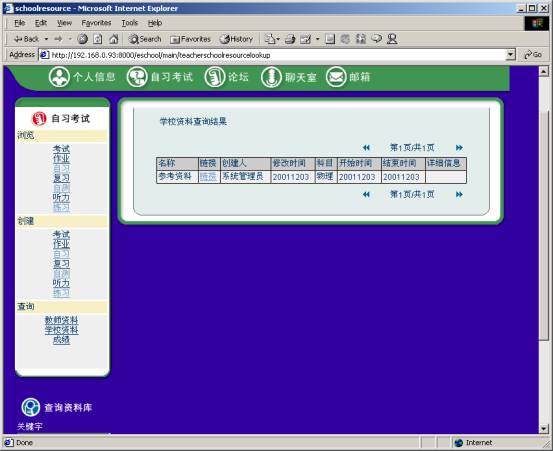 schoolresource - Microsoft Internet Explorer
File Edit View Favorites Tools Help
Back Search Favorites History
Address http://192.168.0.93:8000/eschool/main/teacherschoolresourcelookup Go
个人信息 自习考试 论坛 聊天室 邮箱
自习考试
浏览
考试
作业
自习
复习
自测
听力
练习
创建
考试
作业
自习
复习
自测
听力
练习
查询
教师资料
学校资料
成绩
查询资料库
关键字
学校资料查询结果
第1页/共1页
名称 链接 创建人 修改时间 科目 开始时间 结束时间 详细信息
参考资料 链接 系统管理员 20011203 物理 20011203 20011203
第1页/共1页
Done Internet